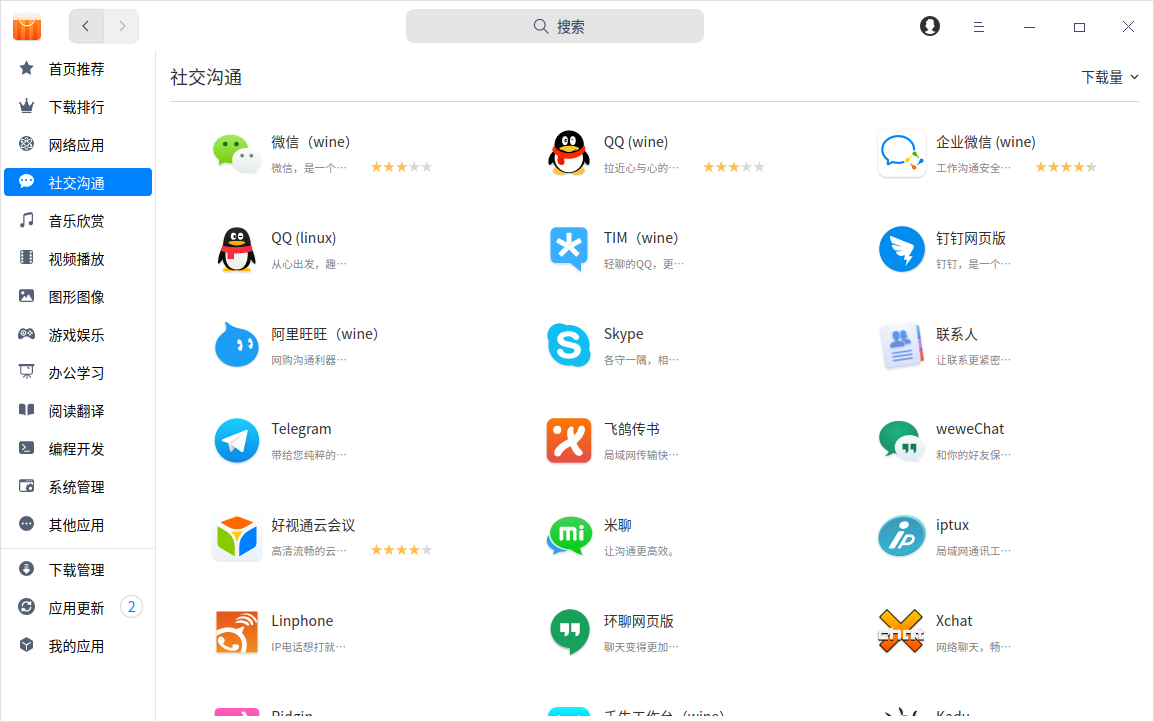 搜索
首页推荐
下载排行
网络应用
社交沟通
音乐欣赏
视频播放
图形图像
游戏娱乐
办公学习
阅读翻译
编程开发
系统管理
其他应用
下载管理
应用更新 2
我的应用
社交沟通 下载量
微信（wine）
微信，是一个…
QQ (wine)
拉近心与心的…
企业微信 (wine)
工作沟通安全…
QQ (linux)
从心出发，趣…
TIM（wine）
轻聊的QQ，更…
钉钉网页版
钉钉，是一个…
阿里旺旺（wine）
网购沟通利器…
Skype
各守一隅，相…
联系人
让联系更紧密…
Telegram
带给您纯粹的…
飞鸽传书
局域网传输快…
weweChat
和你的好友保…
好视通云会议
高清流畅的云…
mi
米聊
让沟通更高效。
ip
iptux
局域网通讯工…
Linphone
IP电话想打就…
环聊网页版
聊天变得更加…
chat
Xchat
网络聊天，畅…
Pidgin
千牛工作台（wine）
Kadu